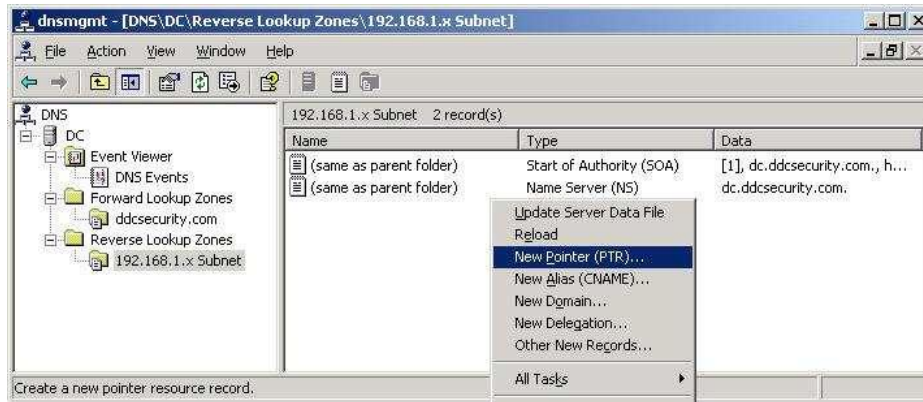 dnsmgmt - [DNS\DC\Reverse Lookup Zones\192.168.1.x Subnet]
File Action View Window Help
DNS
DC
Event Viewer
DNS Events
Forward Lookup Zones
ddcsecurity.com
Reverse Lookup Zones
192.168.1.x Subnet
192.168.1.x Subnet 2 record(s)
Name Type Data
(same as parent folder) Start of Authority (SOA) [1], dc.ddcsecurity.com., h...
(same as parent folder) Name Server (NS) dc.ddcsecurity.com.
Update Server Data File
Reload
New Pointer (PTR)...
New Alias (CNAME)...
New Domain...
New Delegation...
Other New Records...
All Tasks
Create a new pointer resource record.